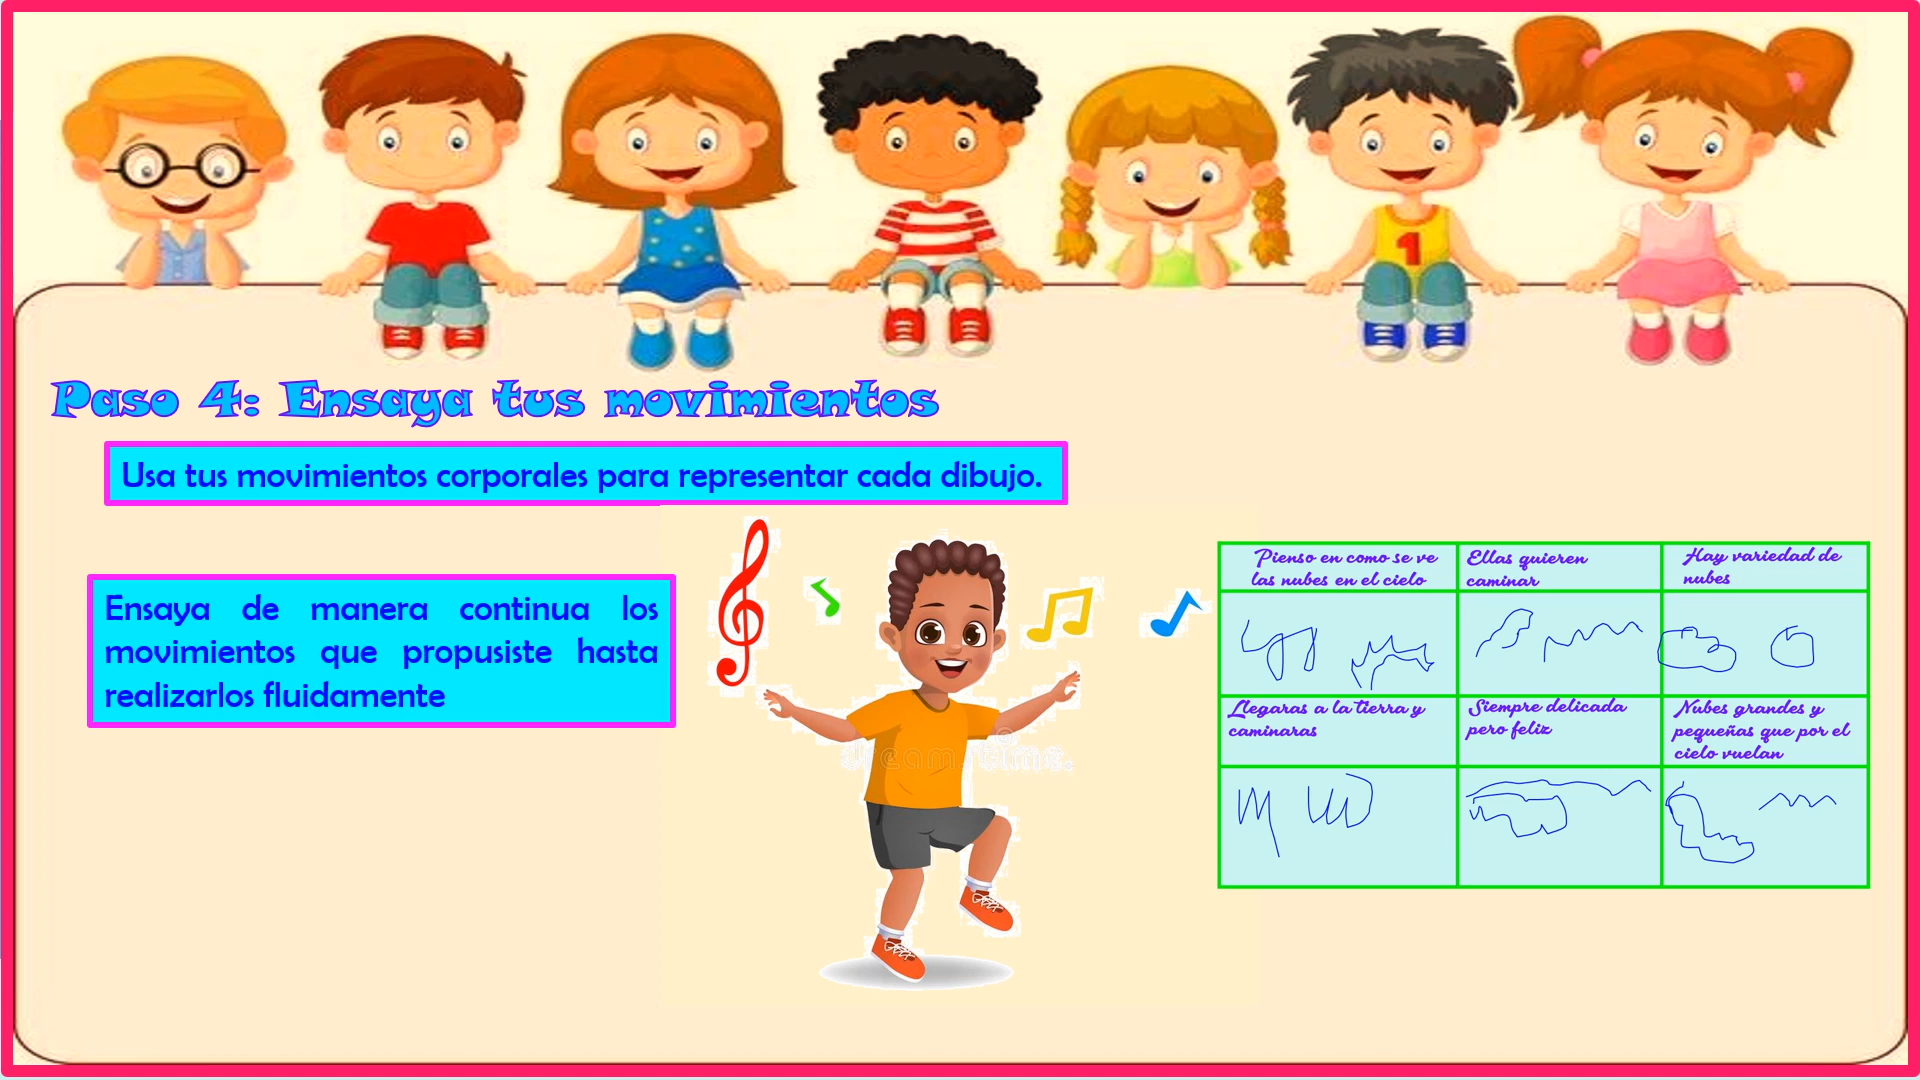 Paso 4: Ensaya tus movimientos
Usa tus movimientos corporales para representar cada dibujo.
Ensaya de manera continua los
movimientos que propusiste hasta
realizarlos fluidamente
Pienso en como se ve
las nubes en el cielo
Ellas quieren
caminar
Hay variedad de
nubes
Llegaras a la tierra y
caminaras
Siempre delicada
pero feliz
Nubes grandes y
pequeñas que por el
cielo vuelan
1
dreamstime.